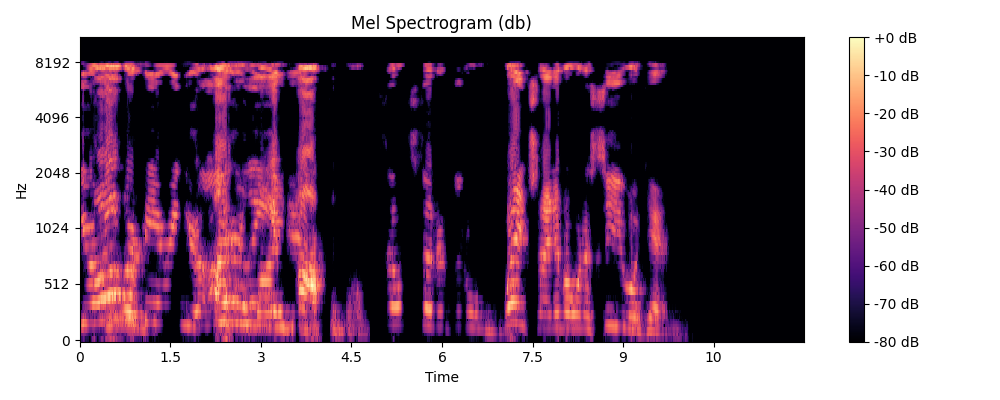 Mel Spectrogram (db)
Hz
8192
4096
2048
1024
512
0
0 1.5 3 4.5 6 7.5 9 10
Time
+0 dB
-10 dB
-20 dB
-30 dB
-40 dB
-50 dB
-60 dB
-70 dB
-80 dB